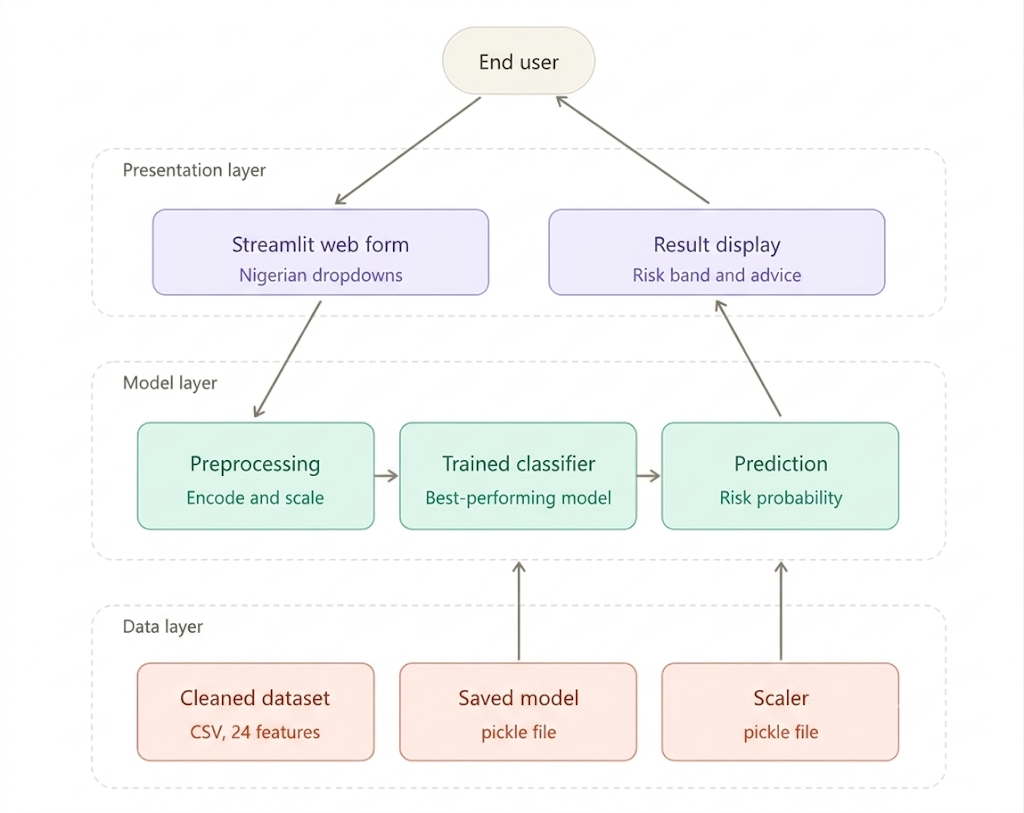 End user
Presentation layer
Streamlit web form
Nigerian dropdowns
Result display
Risk band and advice
Model layer
Preprocessing
Encode and scale
Trained classifier
Best-performing model
Prediction
Risk probability
Data layer
Cleaned dataset
CSV, 24 features
Saved model
pickle file
Scaler
pickle file